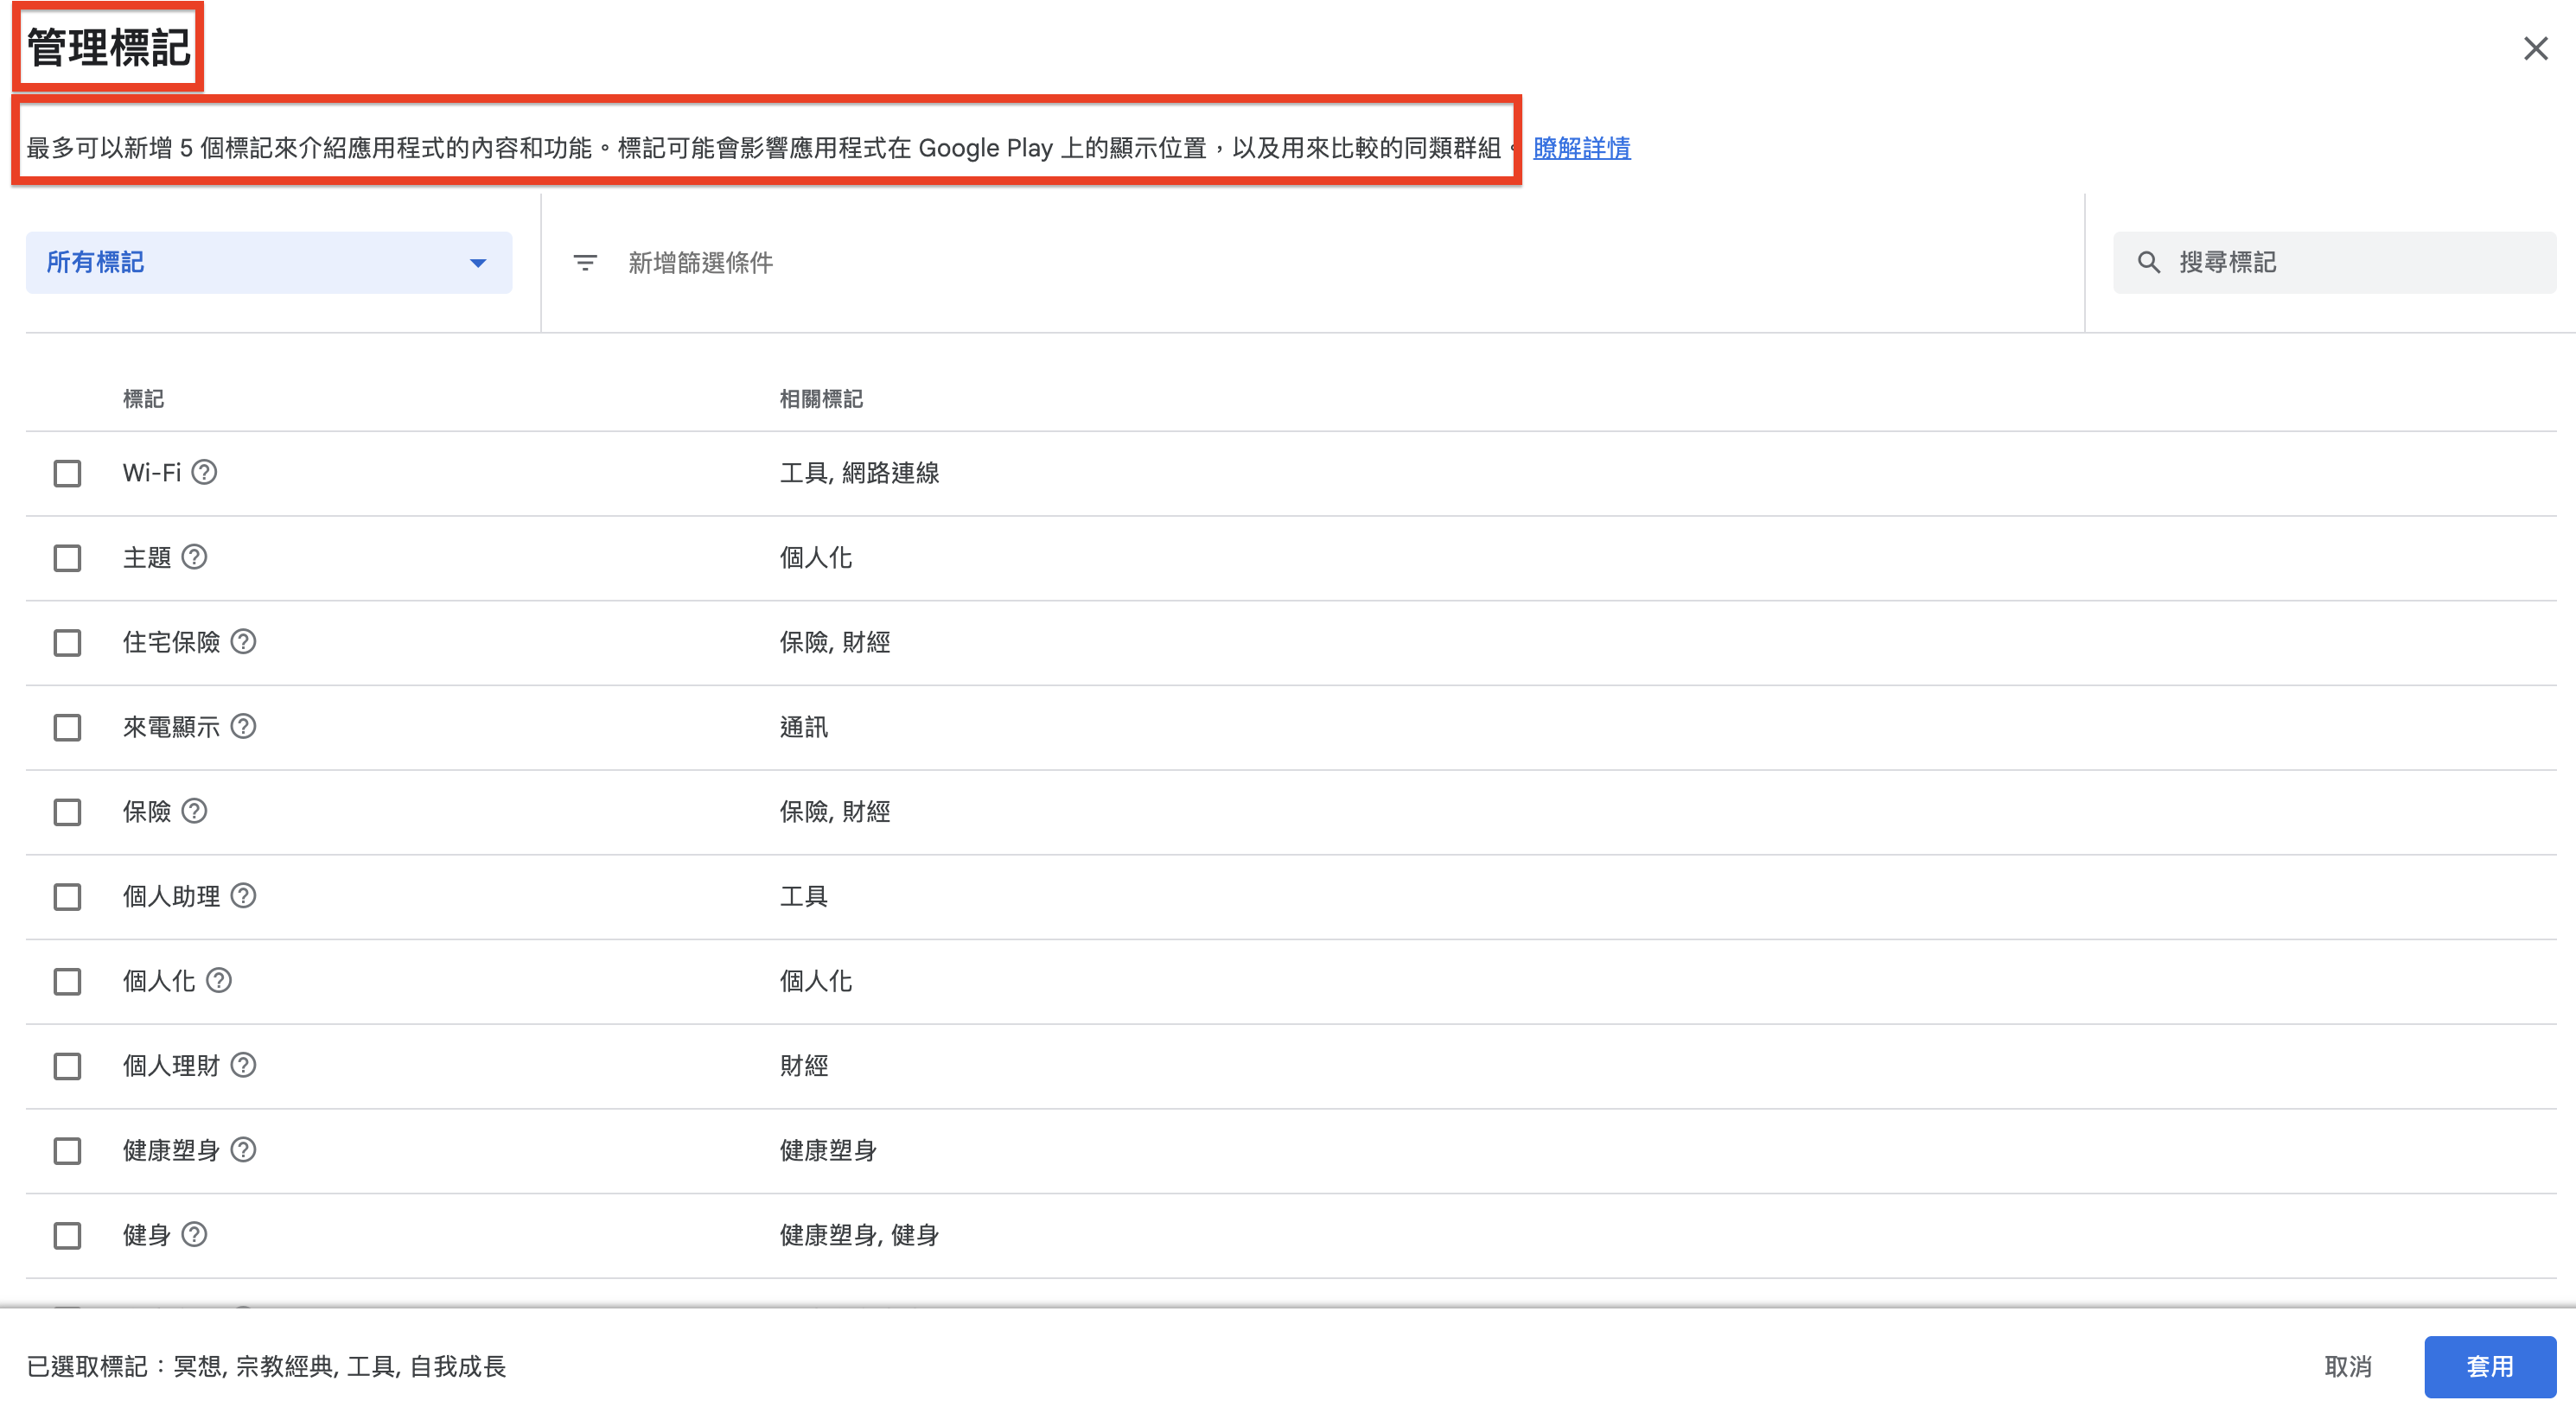 管理標記
最多可以新增 5 個標記來介紹應用程式的內容和功能。標記可能會影響應用程式在 Google Play 上的顯示位置，以及用來比較的同類群組。 瞭解詳情
所有標記 新增篩選條件 搜尋標記
標記 相關標記
Wi-Fi 工具, 網路連線
主題 個人化
住宅保險 保險, 財經
來電顯示 通訊
保險 保險, 財經
個人助理 工具
個人化 個人化
個人理財 財經
健康塑身 健康塑身
健身 健康塑身, 健身
已選取標記：冥想, 宗教經典, 工具, 自我成長 取消 套用